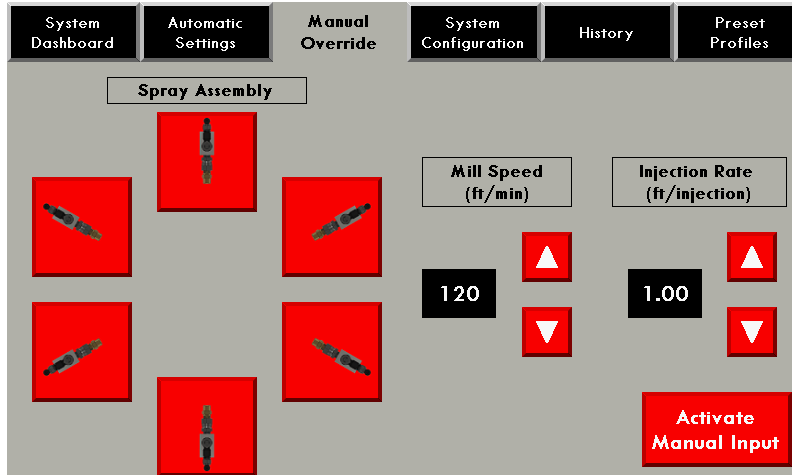 System
Dashboard
Automatic
Settings
Manual
Override
System
Configuration
History
Preset
Profiles
Spray Assembly
Mill Speed
(ft/min)
Injection Rate
(ft/injection)
120
1.00
Activate
Manual Input